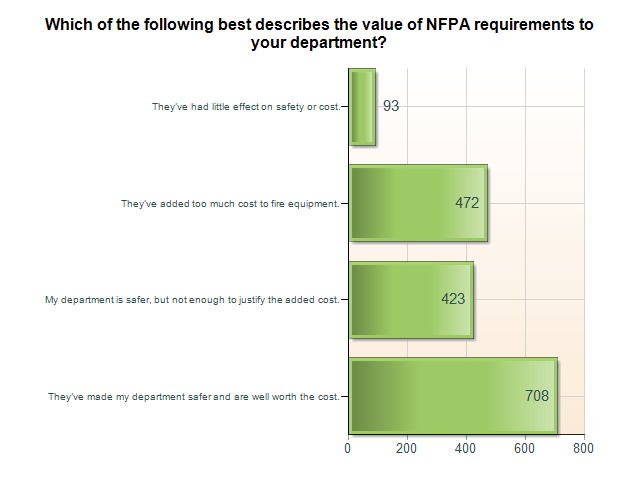 Which of the following best describes the value of NFPA requirements to
your department?
They've had little effect on safety or cost.
93
They've added too much cost to fire equipment.
472
My department is safer, but not enough to justify the added cost.
423
They've made my department safer and are well worth the cost.
708
0 200 400 600 800